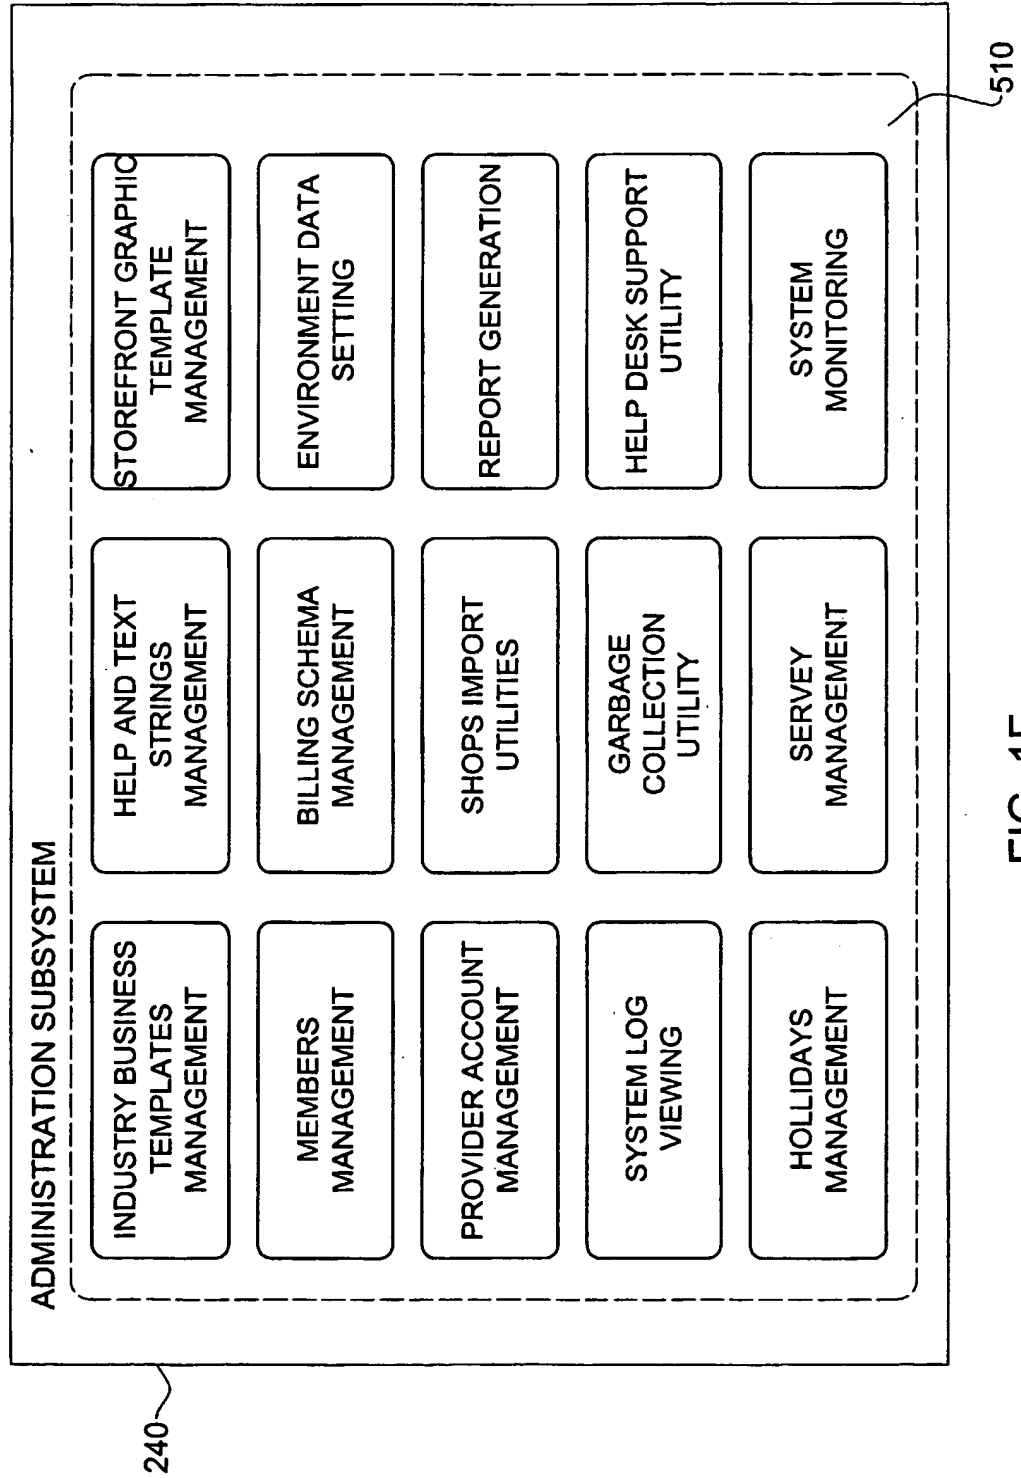 ADMINISTRATION SUBSYSTEM
INDUSTRY BUSINESS
TEMPLATES
MANAGEMENT
HELP AND TEXT
STRINGS
MANAGEMENT
STOREFRONT GRAPHIC
TEMPLATE
MANAGEMENT
MEMBERS
MANAGEMENT
BILLING SCHEMA
MANAGEMENT
ENVIRONMENT DATA
SETTING
PROVIDER ACCOUNT
MANAGEMENT
SHOPS IMPORT
UTILITIES
REPORT GENERATION
SYSTEM LOG
VIEWING
GARBAGE
COLLECTION
UTILITY
HELP DESK SUPPORT
UTILITY
HOLLIDAYS
MANAGEMENT
SERVEY
MANAGEMENT
SYSTEM
MONITORING
240
510